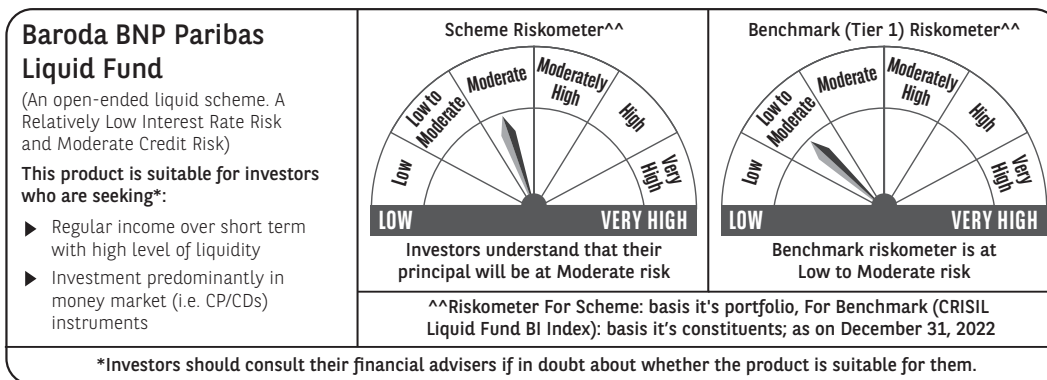 Baroda BNP Paribas
Liquid Fund
(An open-ended liquid scheme. A
Relatively Low Interest Rate Risk
and Moderate Credit Risk)
This product is suitable for investors
who are seeking*:
▶ Regular income over short term
with high level of liquidity
▶ Investment predominantly in
money market (i.e. CP/CDs)
instruments
Scheme Riskometer^^
Low
Low to
Moderate
Moderate
Moderately
High
High
Very
High
LOW
VERY HIGH
Investors understand that their
principal will be at Moderate risk
Benchmark (Tier 1) Riskometer^^
Low
Low to
Moderate
Moderate
Moderately
High
High
Very
High
LOW
VERY HIGH
Benchmark riskometer is at
Low to Moderate risk
^^Riskometer For Scheme: basis it's portfolio, For Benchmark (CRISIL
Liquid Fund BI Index): basis it’s constituents; as on December 31, 2022
*Investors should consult their financial advisers if in doubt about whether the product is suitable for them.